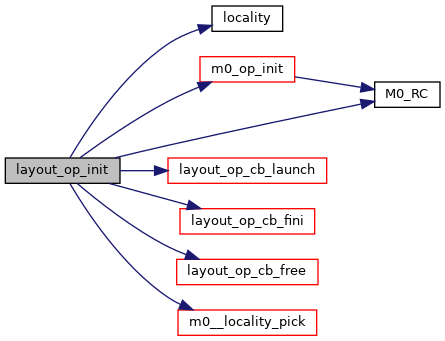 locality
m0_op_init
M0_RC
layout_op_init
layout_op_cb_launch
layout_op_cb_fini
layout_op_cb_free
m0__locality_pick